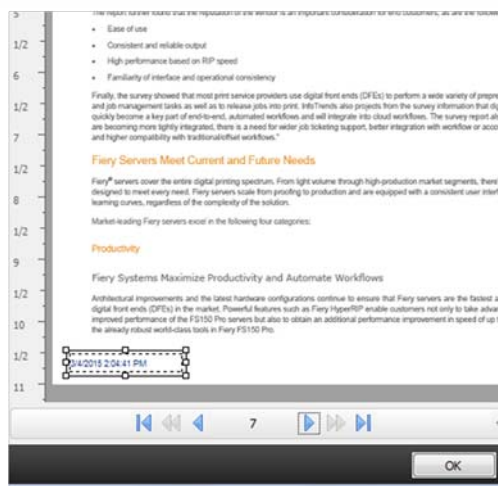 5
The report further found that the reputation of the vendor is an important consideration for end customers, as are the follow
• Ease of use
1/2
• Consistent and reliable output
• High performance based on RIP speed
6
• Familiarity of interface and operational consistency
Finally, the survey showed that most print service providers use digital front ends (DFEs) to perform a wide variety of prepre
1/2
and job management tasks as well as to release jobs into print. InfoTrends also projects from the survey information that dig
quickly become a key part of end-to-end, automated workflows and will integrate into cloud workflows. The survey report als
7
are becoming more tightly integrated, there is a need for wider job ticketing support, better integration with workflow or acco
and higher compatibility with traditional/offset workflows."
1/2
Fiery Servers Meet Current and Future Needs
Fiery® servers cover the entire digital printing spectrum. From light volume through high-production market segments, there
8
designed to meet every need. Fiery servers scale from proofing to production and are equipped with a consistent user interf
learning curves, regardless of the complexity of the solution.
1/2
Market-leading Fiery servers excel in the following four categories:
Productivity
9
Fiery Systems Maximize Productivity and Automate Workflows
1/2
Architectural improvements and the latest hardware configurations continue to ensure that Fiery servers are the fastest a
digital front ends (DFEs) in the market. Powerful features such as Fiery HyperRIP enable customers not only to take advan
10
improved performance of the FS150 Pro servers but also to obtain an additional performance improvement in speed of up
the already robust world-class tools in Fiery FS150 Pro.
1/2
3/4/2015 2:04:41 PM
11
7
OK